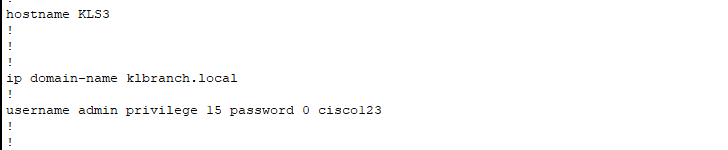 hostname KLS3
!
!
!
ip domain-name klbranch.local
!
username admin privilege 15 password 0 cisco123
!
!